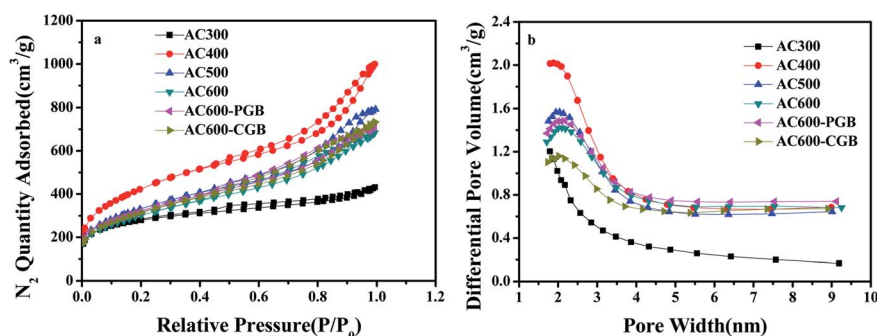 a
AC300
AC400
AC500
AC600
AC600-PGB
AC600-CGB
N2 Quantity Adsorbed(cm3/g)
1200
1000
800
600
400
200
0
0.0 0.2 0.4 0.6 0.8 1.0 1.2
Relative Pressure(P/P0)
b
AC300
AC400
AC500
AC600
AC600-PGB
AC600-CGB
Differential Pore Volume(cm3/g)
2.4
2.0
1.6
1.2
0.8
0.4
0.0
1 2 3 4 5 6 7 8 9 10
Pore Width(nm)